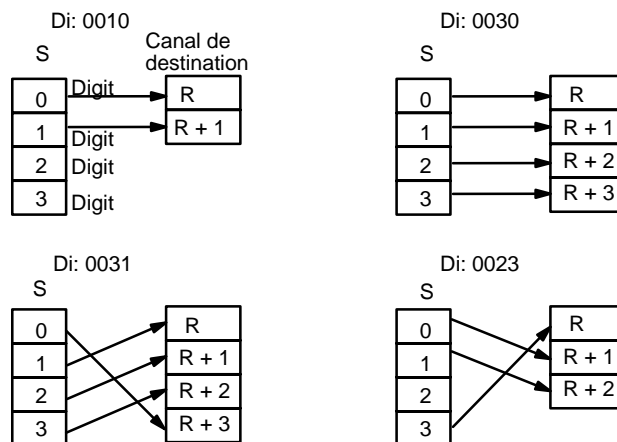 Di: 0010
S
Canal de
destination
0 Digit R
1 Digit R + 1
2 Digit
3 Digit
Di: 0030
S
0 R
1 R + 1
2 R + 2
3 R + 3
Di: 0031
S
0 R
1 R + 1
2 R + 2
3 R + 3
Di: 0023
S
0 R
1 R + 1
2 R + 2
3